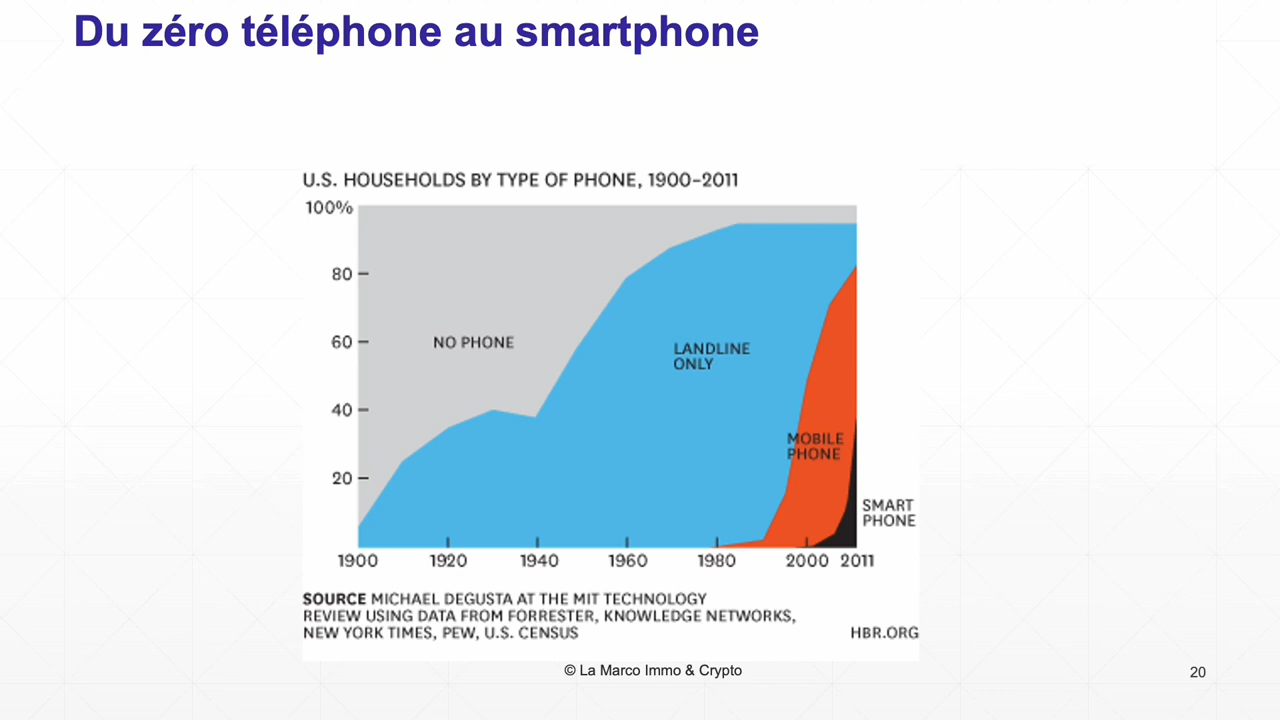 Du zéro téléphone au smartphone
U.S. HOUSEHOLDS BY TYPE OF PHONE, 1900–2011
100%
80
60
40
20
NO PHONE
LANDLINE
ONLY
MOBILE
PHONE
SMART
PHONE
1900 1920 1940 1960 1980 2000 2011
SOURCE MICHAEL DEGUSTA AT THE MIT TECHNOLOGY
REVIEW USING DATA FROM FORRESTER, KNOWLEDGE NETWORKS,
NEW YORK TIMES, PEW, U.S. CENSUS
HBR.ORG
© La Marco Immo & Crypto
20